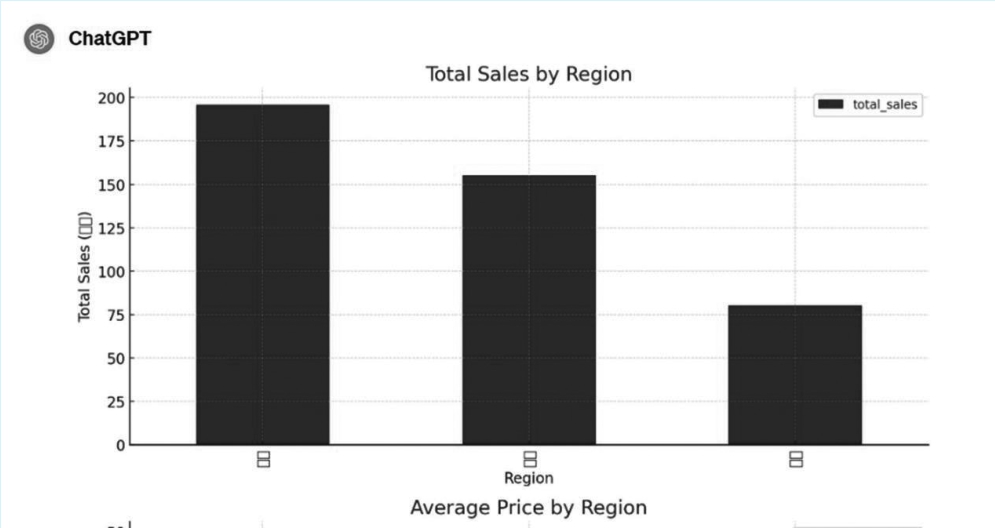 ChatGPT
Total Sales by Region
total_sales
200
175
150
125
100
75
50
25
0
Total Sales (□□)
□□
□□
□□
Region
Average Price by Region